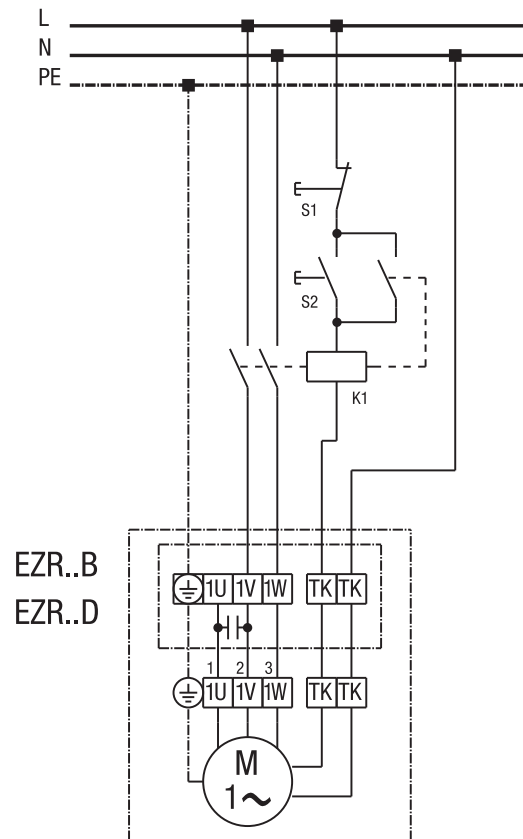 L
N
PE
S1
S2
K1
EZR..B
EZR..D
1U 1V 1W TK TK
1 2 3
1U 1V 1W TK TK
M
1~